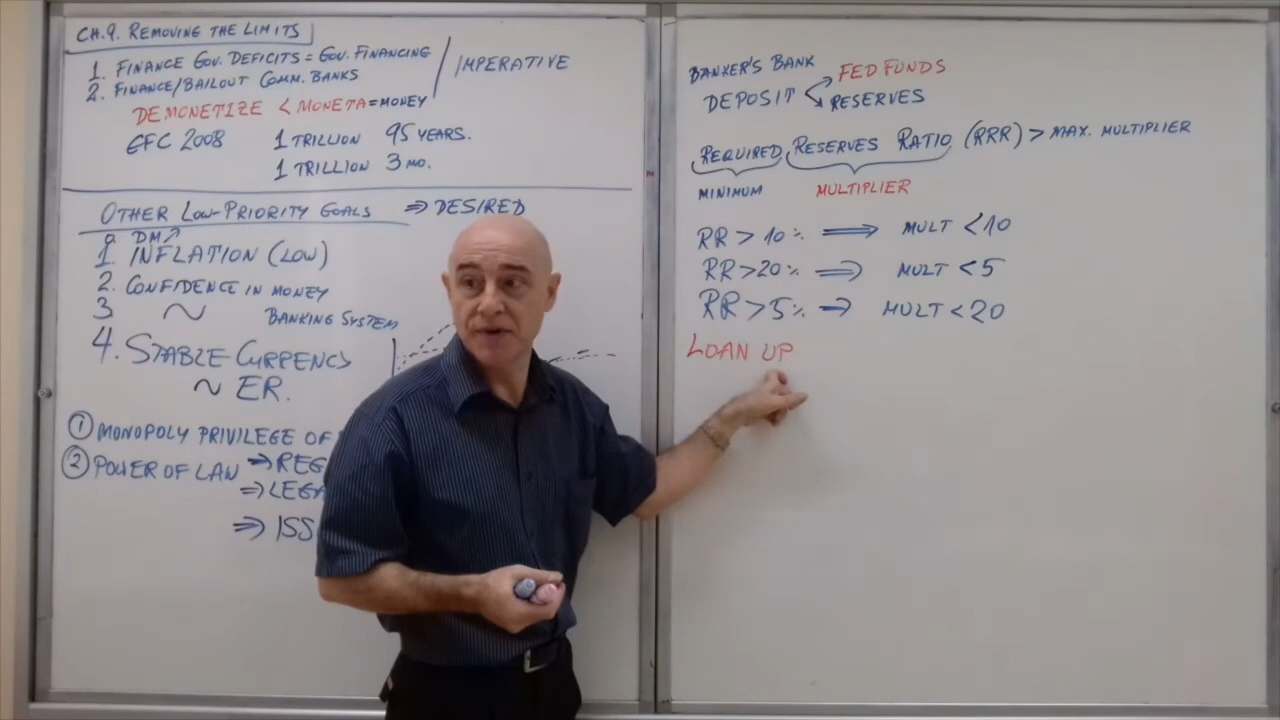 CH.9. REMOVING THE LIMITS
1. FINANCE GOV. DEFICITS = GOV. FINANCING
2. FINANCE/BAILOUT COMM. BANKS
IMPERATIVE
DEMONETIZE < MONETA = MONEY
GFC 2008 1 TRILLION 95 YEARS.
1 TRILLION 3 MO.
OTHER LOW-PRIORITY GOALS ⇒ DESIRED
0. DM ↗
1. INFLATION (LOW)
2. CONFIDENCE IN MONEY
3 ~ BANKING SYSTEM
4. STABLE CURRENCY
~ ER.
① MONOPOLY PRIVILEGE OF
② POWER OF LAW ⇒ REG
⇒ LEGA
⇒ ISS
BANKER'S BANK
DEPOSIT FED FUNDS
RESERVES
REQUIRED RESERVES RATIO (RRR) > MAX. MULTIPLIER
MINIMUM MULTIPLIER
RR > 10% ⇒ MULT < 10
RR > 20% ⇒ MULT < 5
RR > 5% ⇒ MULT < 20
LOAN UP